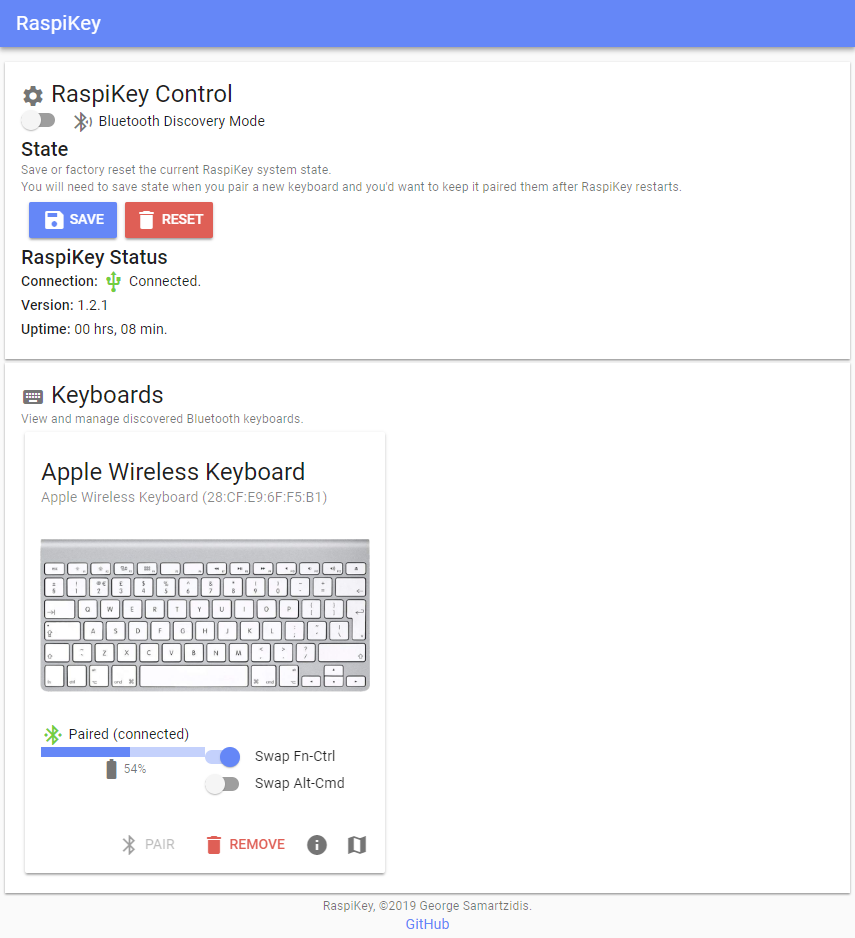 RaspiKey
RaspiKey Control
Bluetooth Discovery Mode
State
Save or factory reset the current RaspiKey system state.
You will need to save state when you pair a new keyboard and you'd want to keep it paired them after RaspiKey restarts.
SAVE RESET
RaspiKey Status
Connection: Connected.
Version: 1.2.1
Uptime: 00 hrs, 08 min.
Keyboards
View and manage discovered Bluetooth keyboards.
Apple Wireless Keyboard
Apple Wireless Keyboard (28:CF:E9:6F:F5:B1)
Q W E R T Y U I O P
A S D F G H J K L
Z X C V B N M
Paired (connected)
Swap Fn-Ctrl
54%
Swap Alt-Cmd
PAIR REMOVE
RaspiKey, ©2019 George Samartzidis.
GitHub